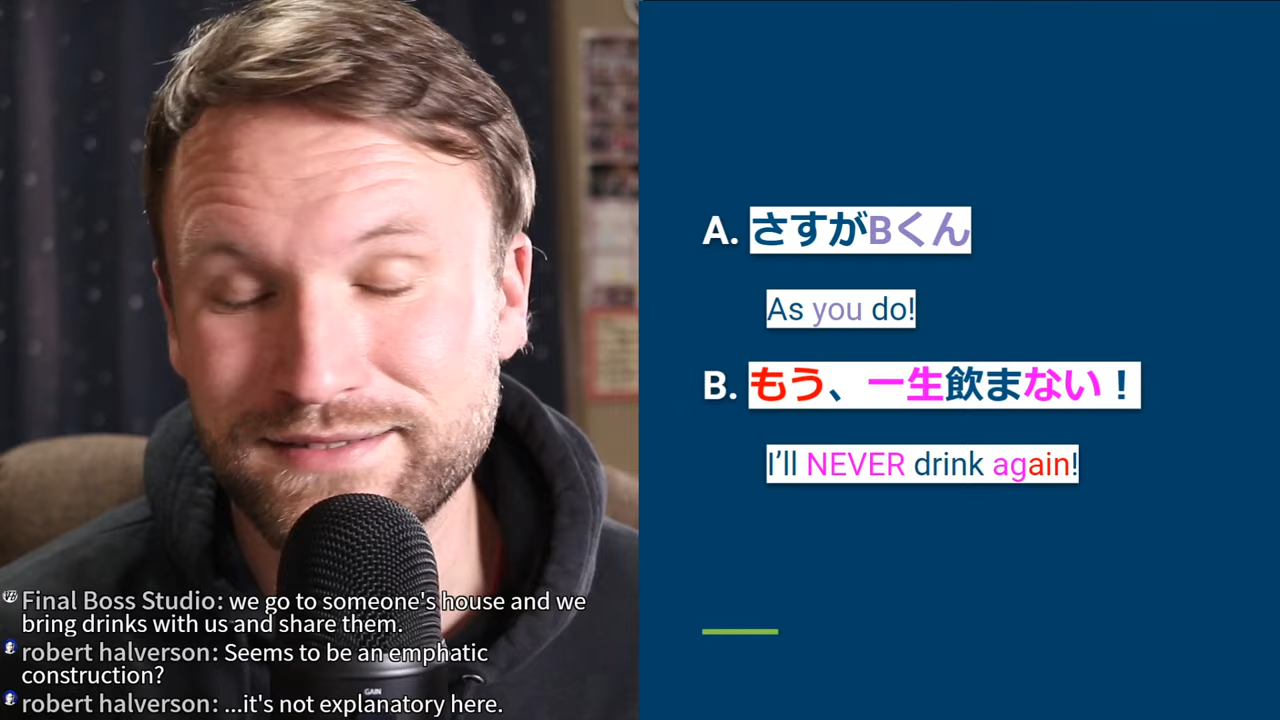 A. さすがBくん
As you do!
B. もう、一生飲まない！
I'll NEVER drink again!
Final Boss Studio: we go to someone's house and we
bring drinks with us and share them.
robert halverson: Seems to be an emphatic
construction?
robert halverson: ...it's not explanatory here.
GAIN